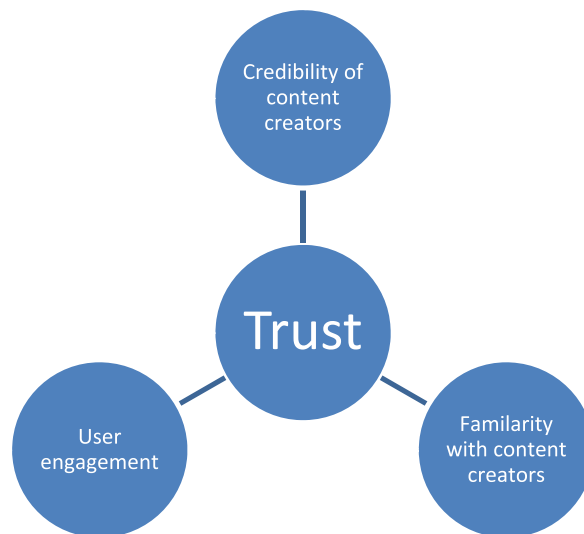 Credibility of
content
creators
Trust
User
engagement
Familarity
with content
creators